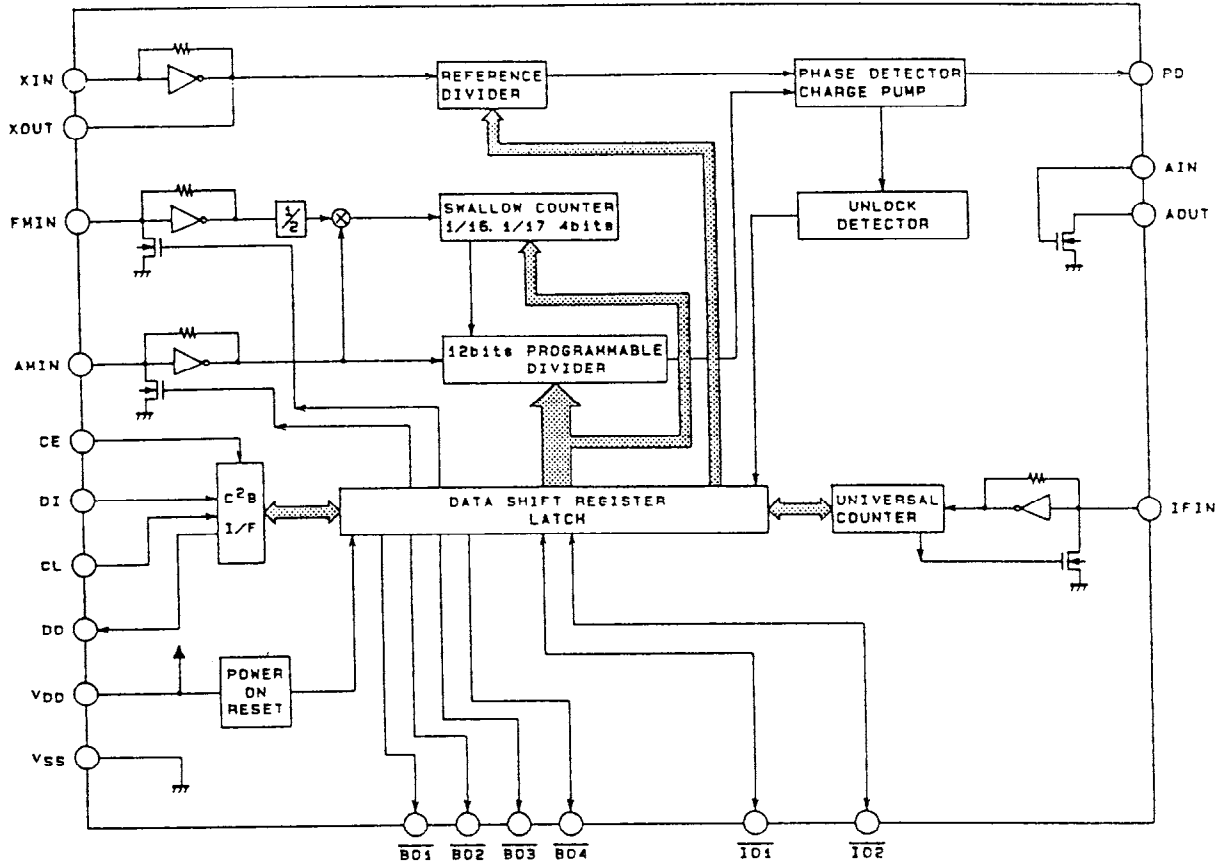 XIN
REFERENCE
DIVIDER
PHASE DETECTOR
CHARGE PUMP
PD
XOUT
AIN
FMIN
1/2
SWALLOW COUNTER
1/16, 1/17 4bits
UNLOCK
DETECTOR
AOUT
AMIN
12bits PROGRAMMABLE
DIVIDER
CE
DI
C²B
I/F
DATA SHIFT REGISTER
LATCH
UNIVERSAL
COUNTER
IFIN
CL
DO
VDD
POWER
ON
RESET
VSS
BO1
BO2
BO3
BO4
IO1
IO2